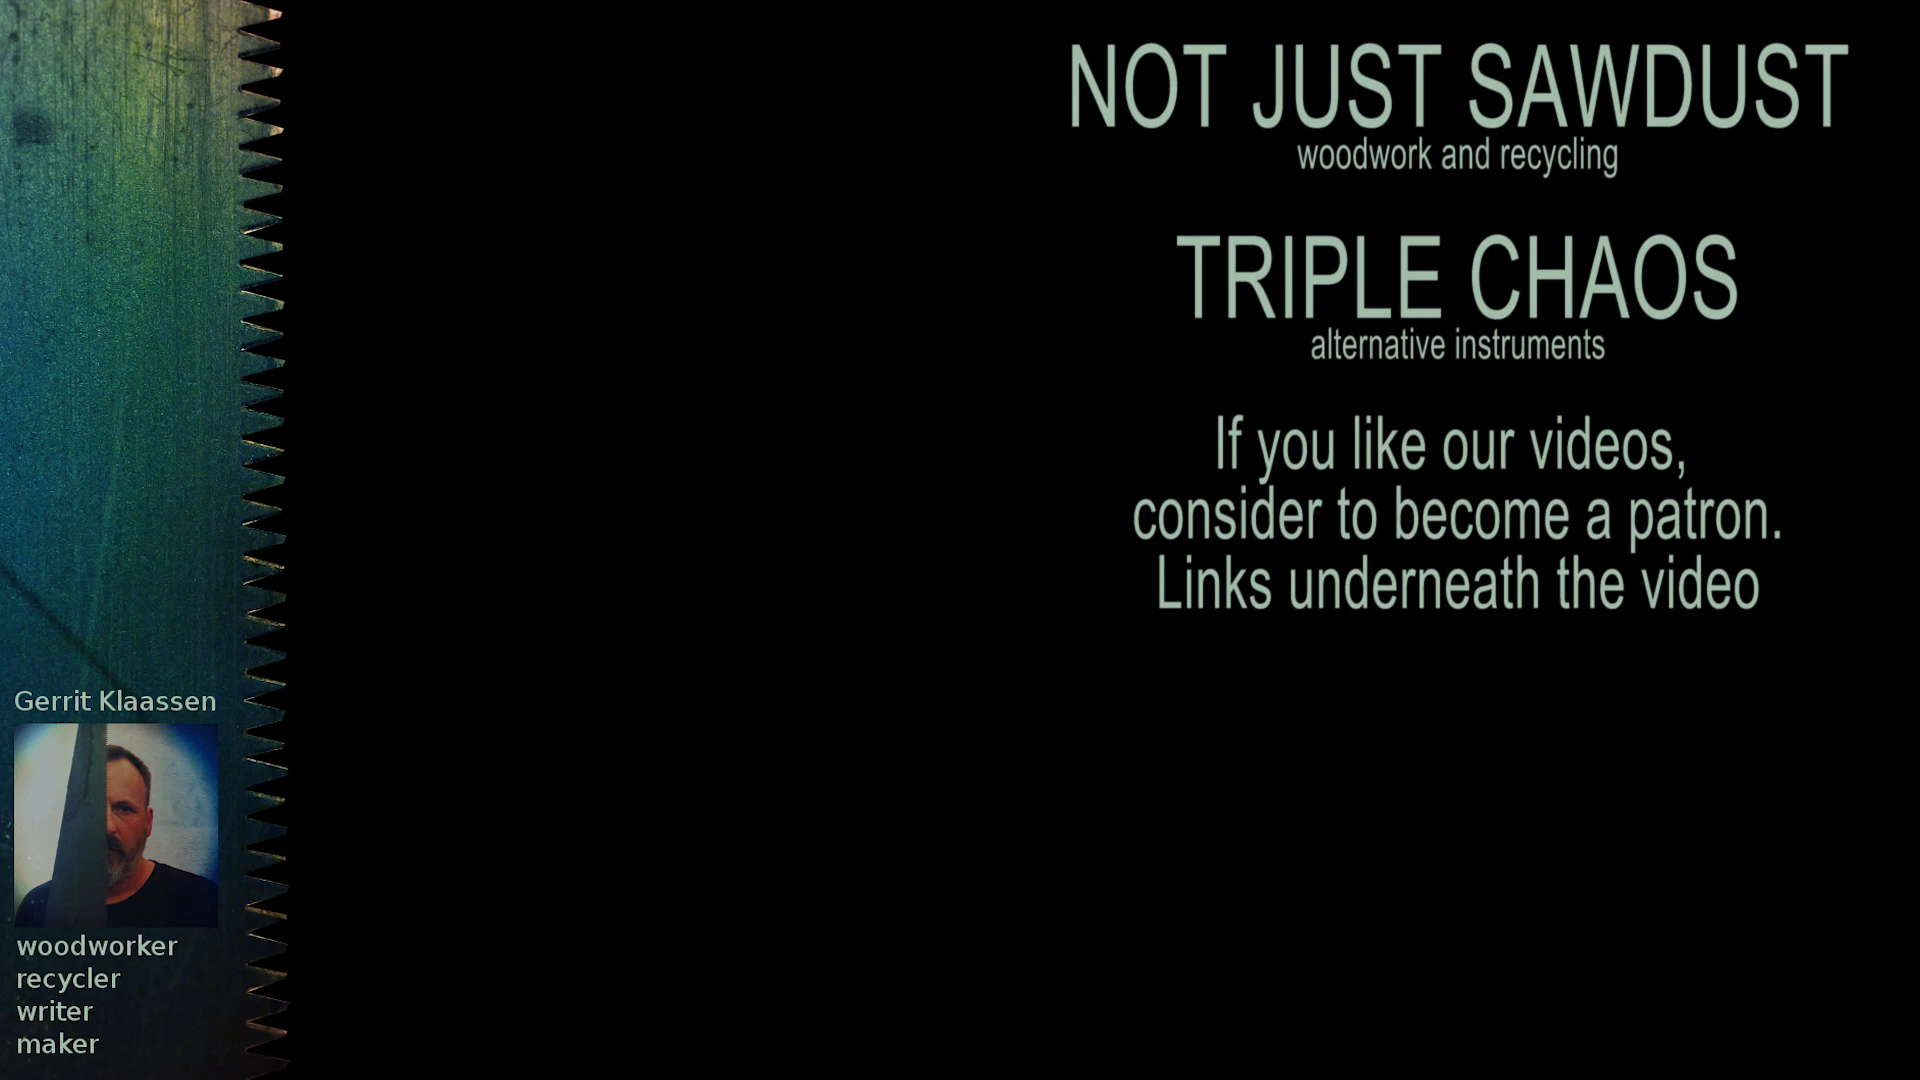 NOT JUST SAWDUST
woodwork and recycling
TRIPLE CHAOS
alternative instruments
If you like our videos,
consider to become a patron.
Links underneath the video
Gerrit Klaassen
woodworker
recycler
writer
maker